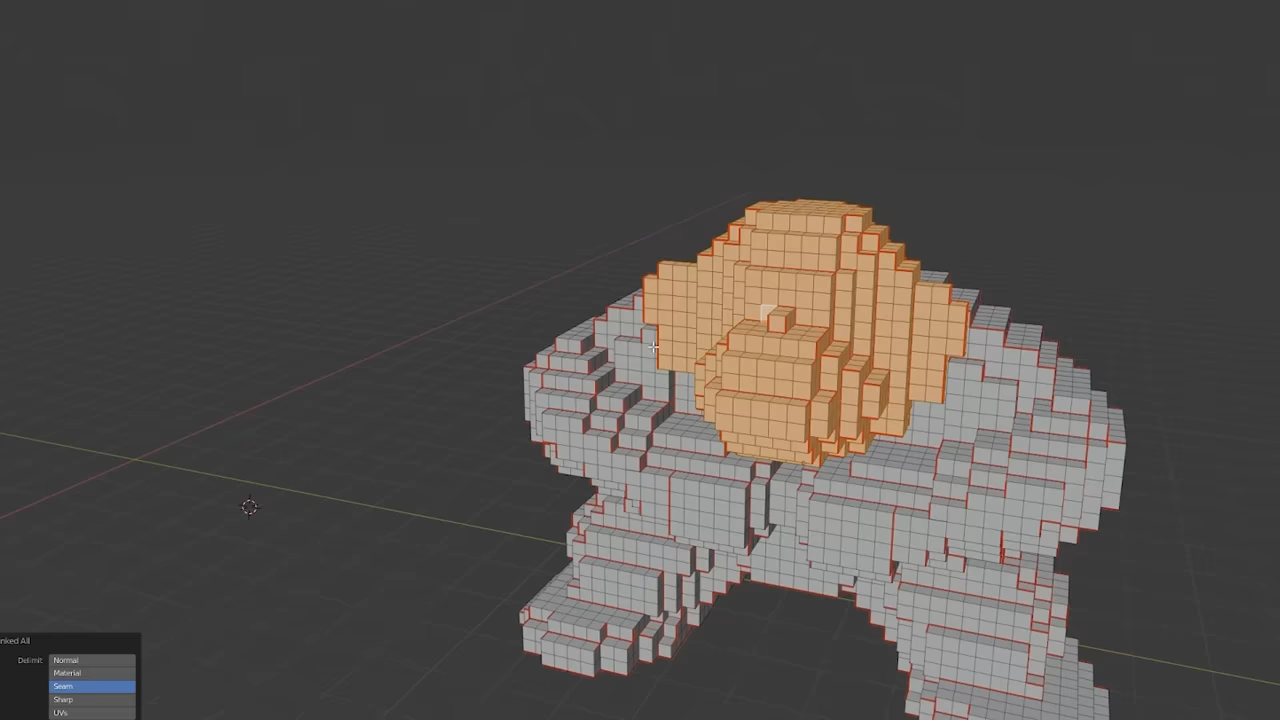 nked All
Delimit
Normal
Material
Seam
Sharp
UVs